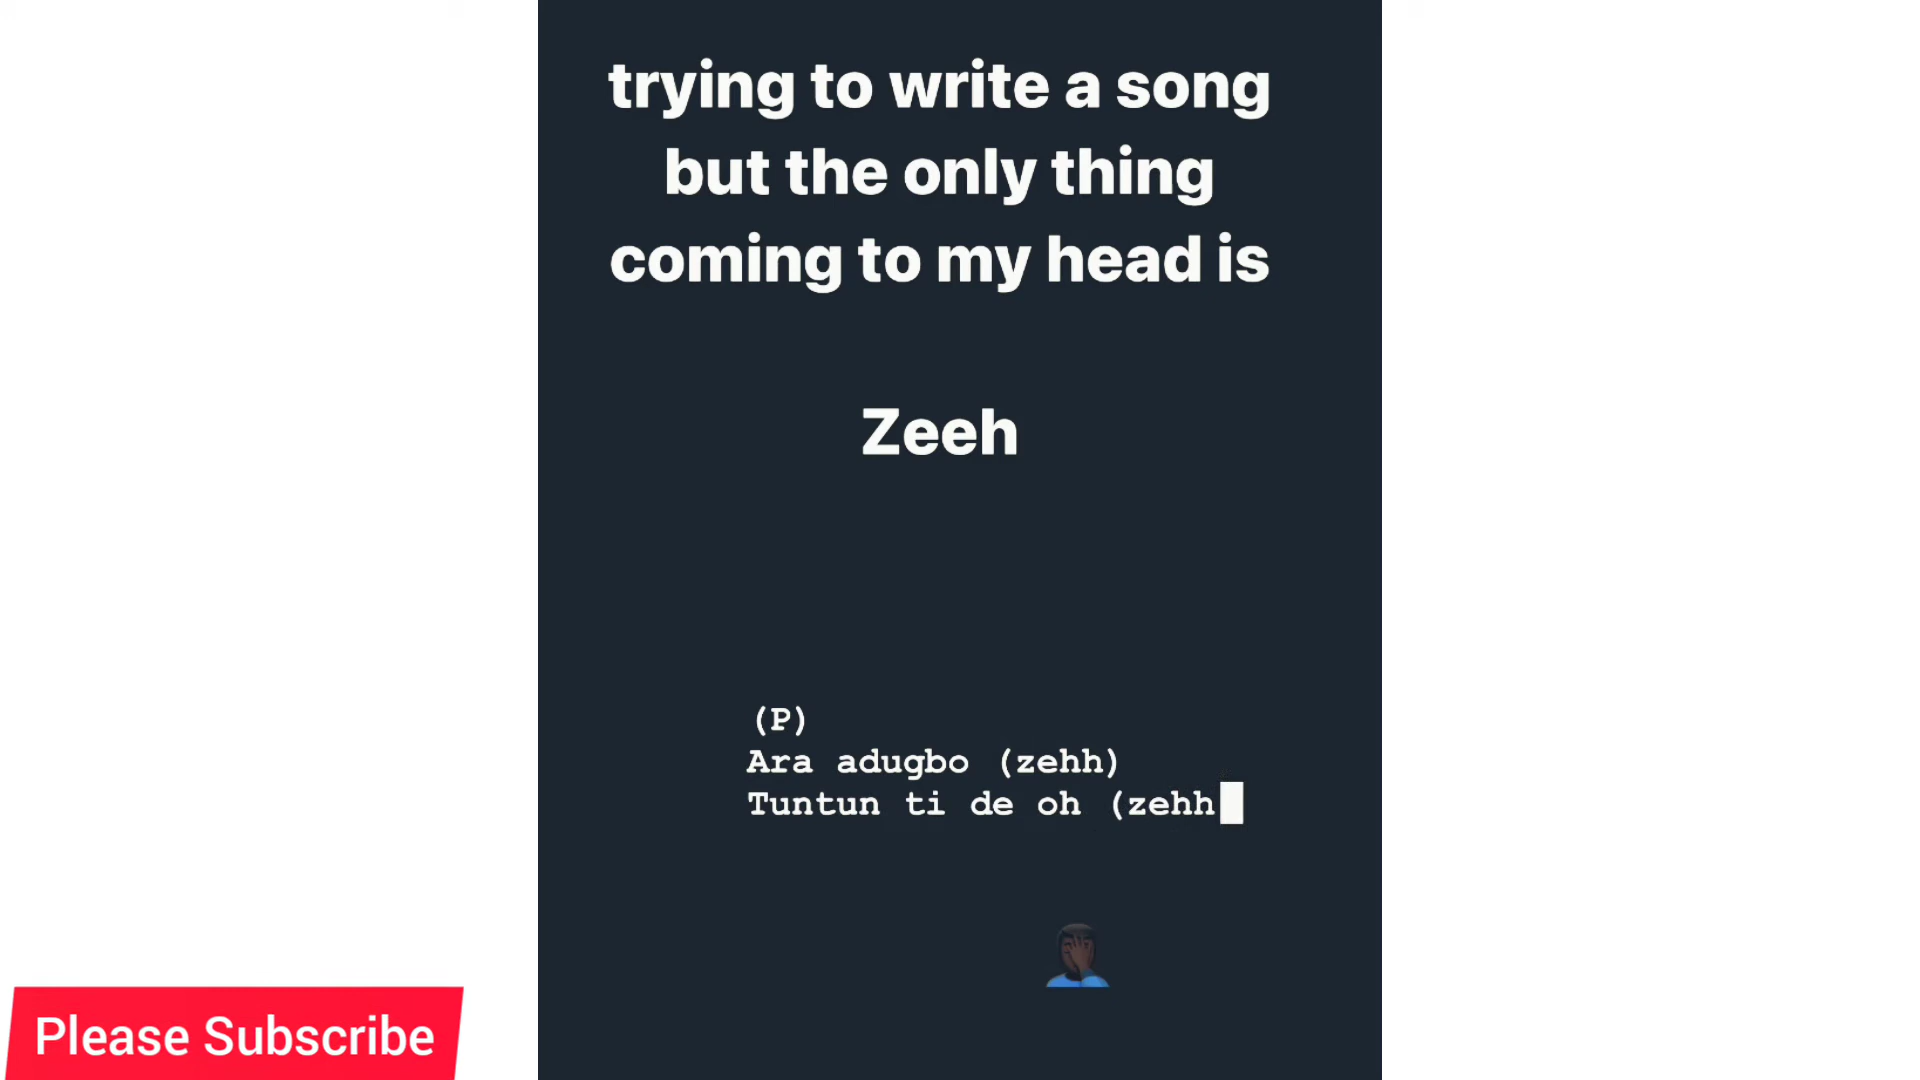 trying to write a song
but the only thing
coming to my head is
Zeeh
(P)
Ara adugbo (zehh)
Tuntun ti de oh (zehh
Please Subscribe